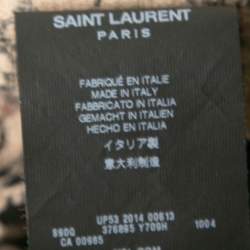 SAINT LAURENT
PARIS
FABRIQUÉ EN ITALIE
MADE IN ITALY
FABBRICATO IN ITALIA
GEMACHT IN ITALIEN
HECHO EN ITALIA
イタリア製
意大利制造
UP53 2014 00613
376865 Y709H 1004
CA 00665